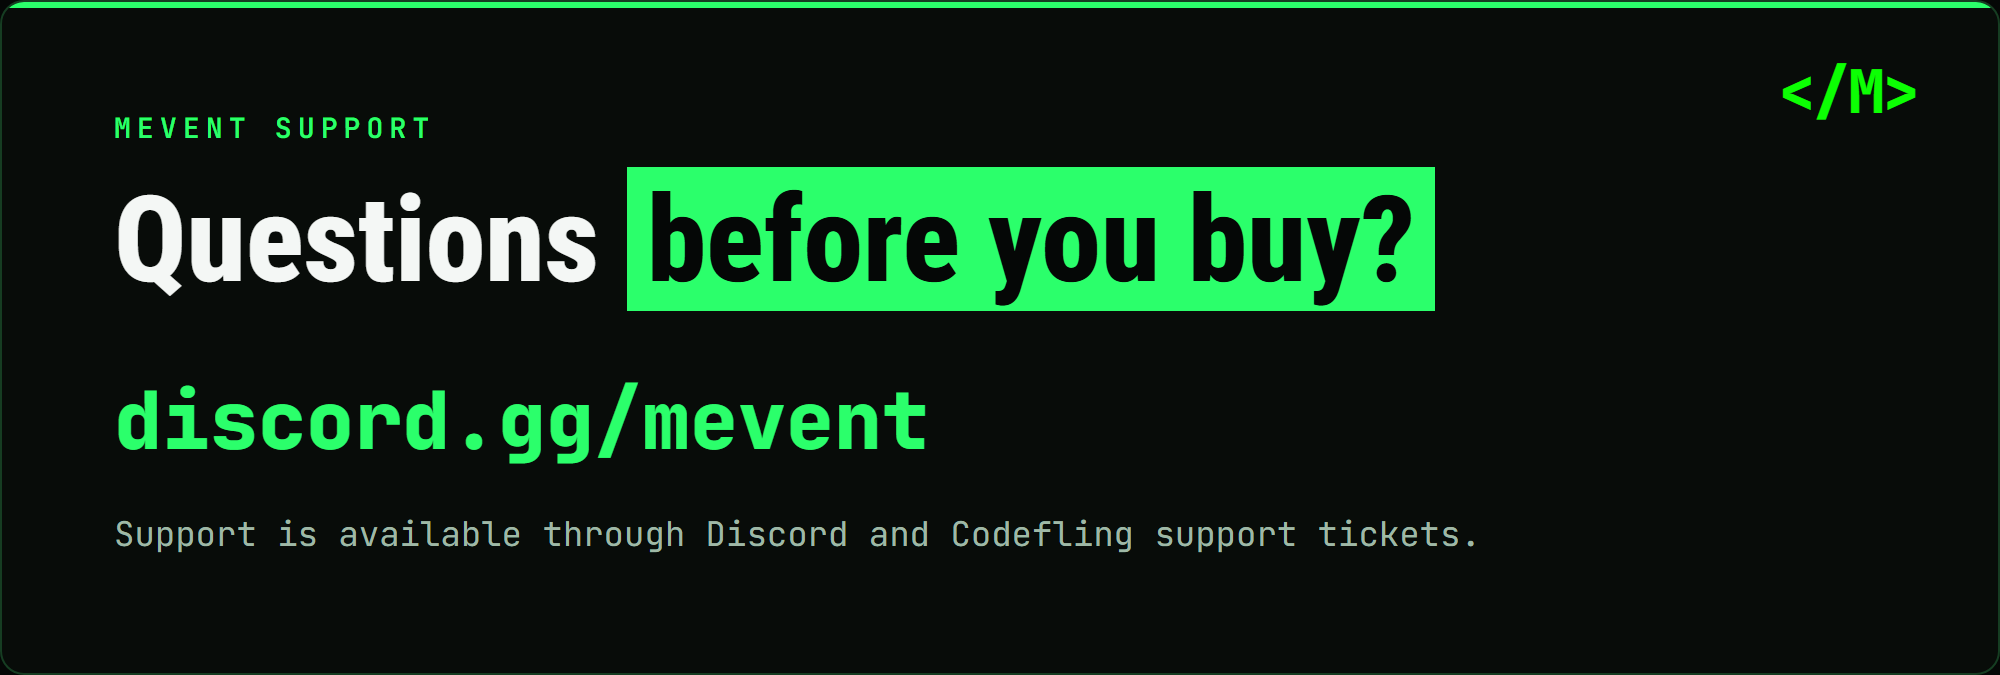 </M>
MEVENT SUPPORT
Questions before you buy?
discord.gg/mevent
Support is available through Discord and Codefling support tickets.